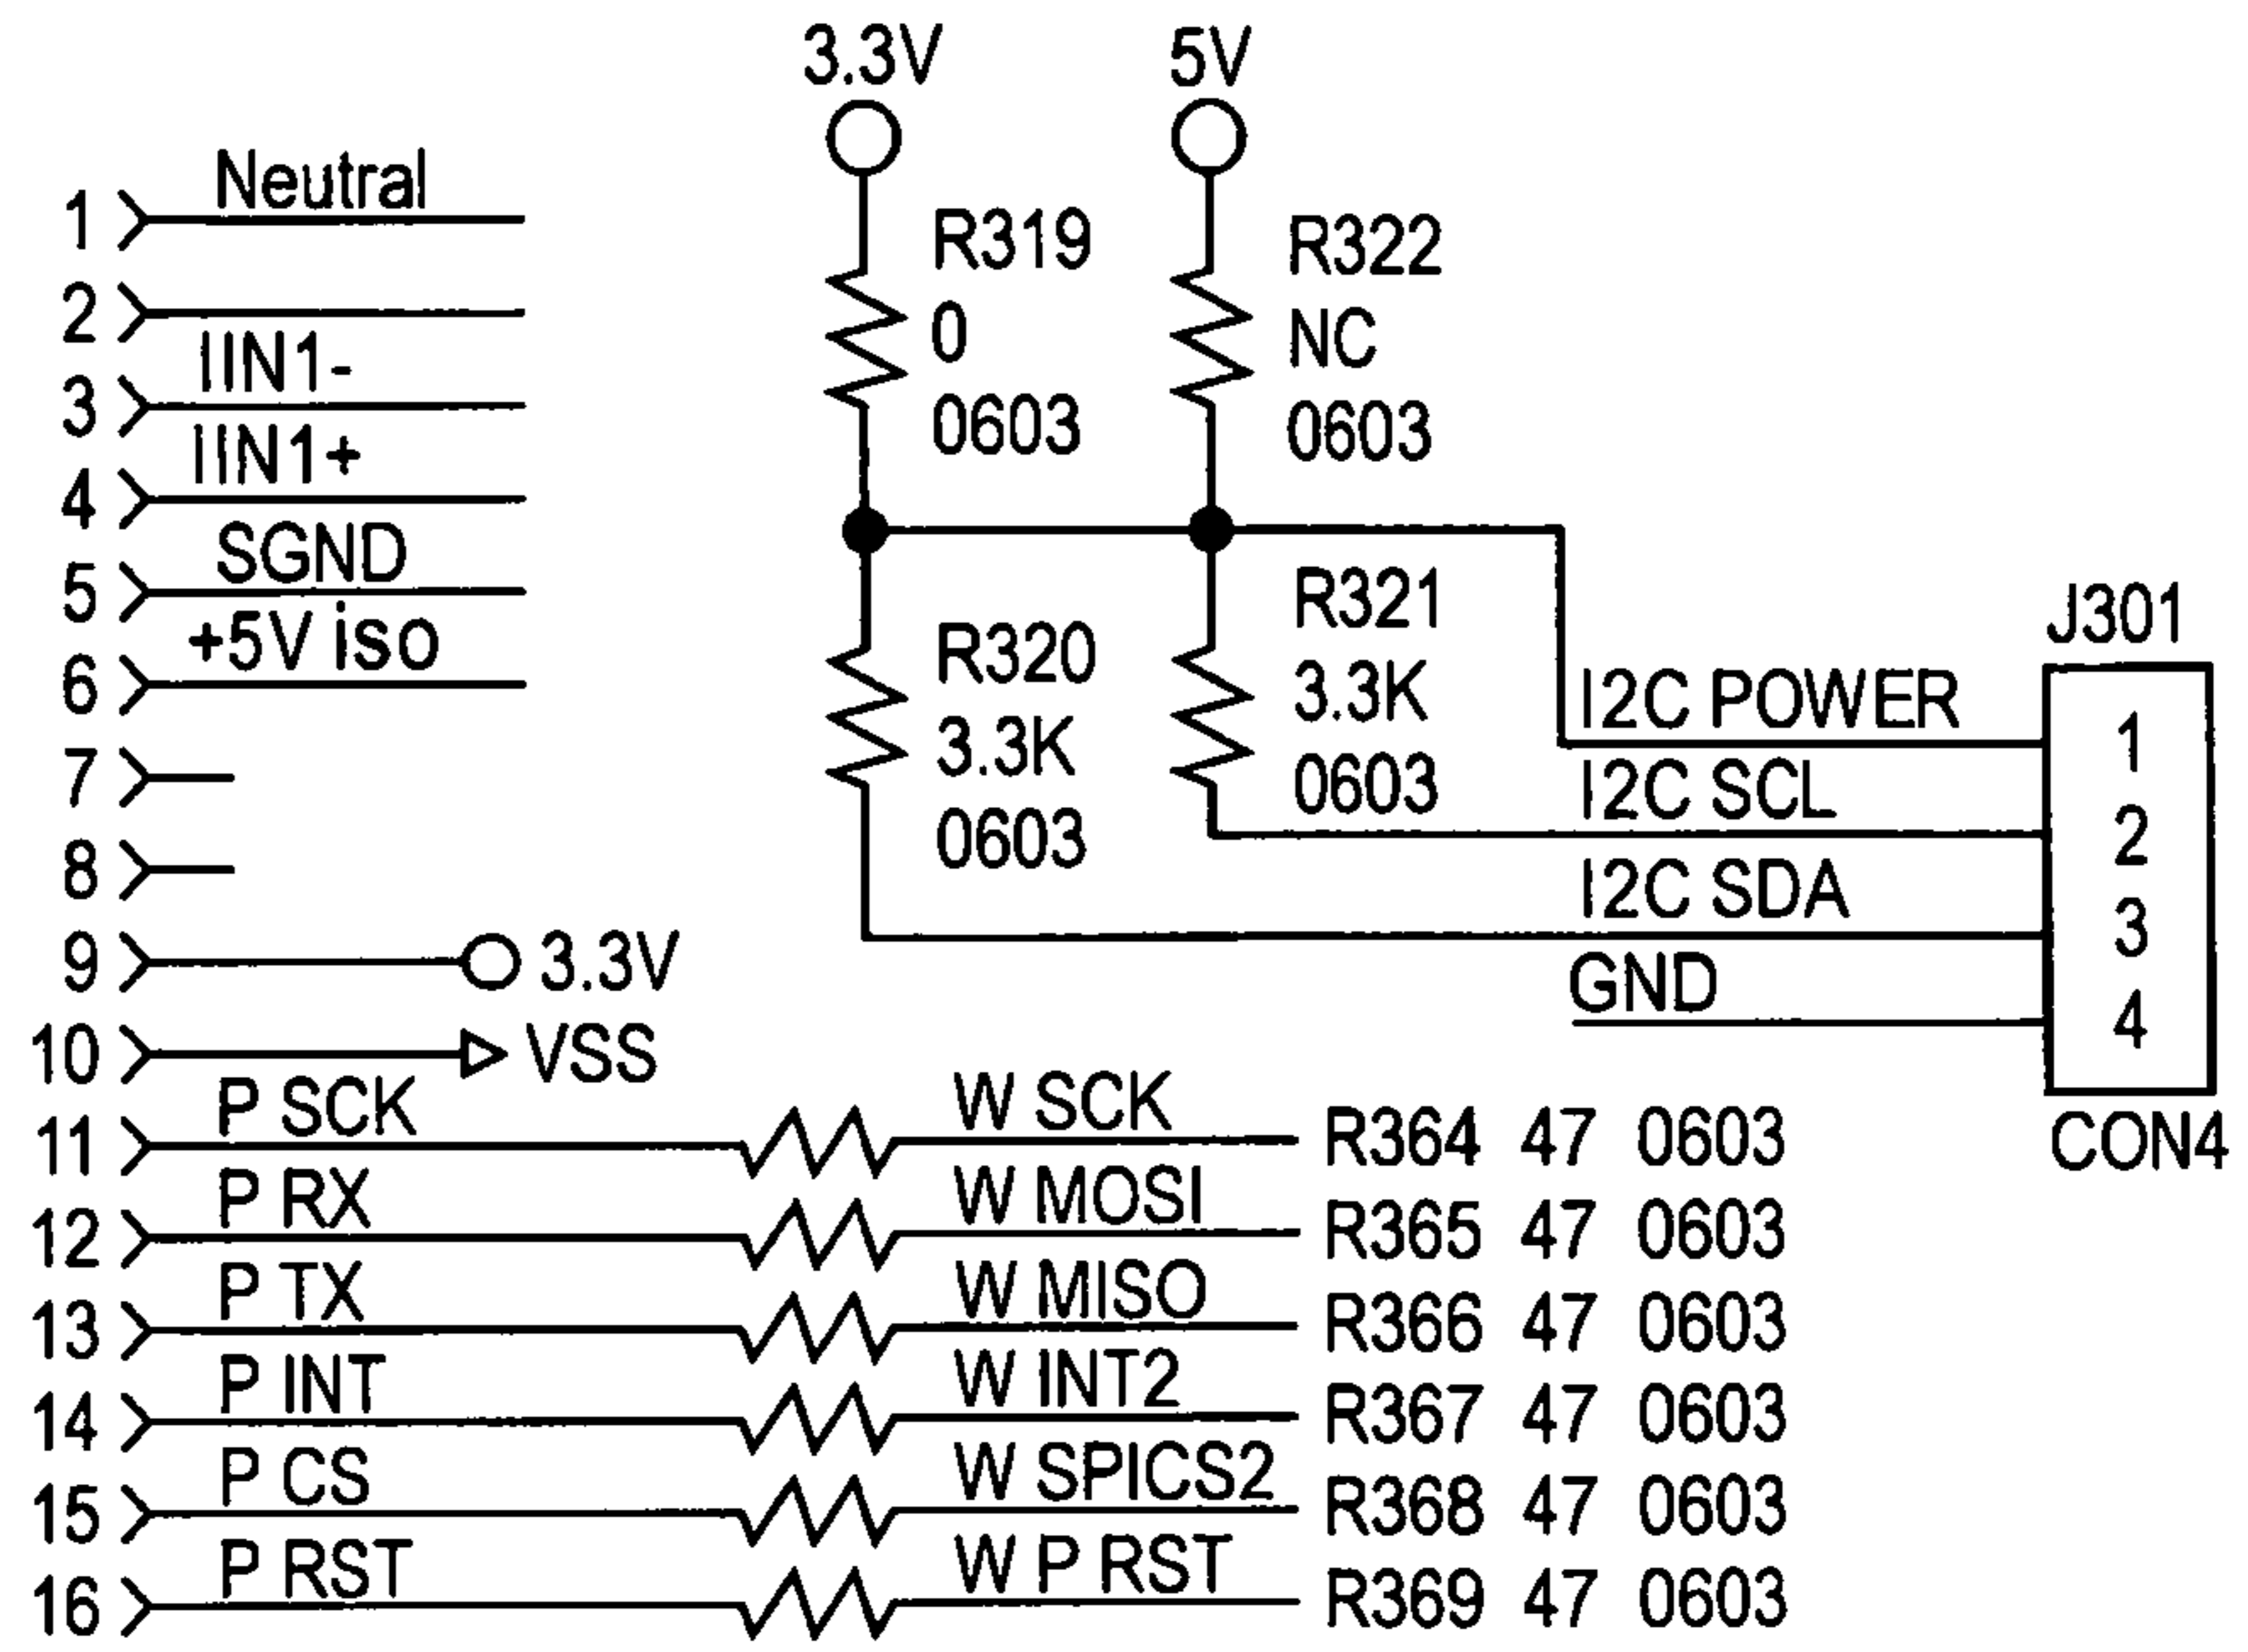 3.3V 5V
1 Neutral
2
3 IIN1-
4 IIN1+
5 SGND
6 +5V iso
7
8
9 3.3V
10 VSS
R319
0
0603
R322
NC
0603
R320
3.3K
0603
R321
3.3K
0603
J301
I2C POWER 1
I2C SCL 2
I2C SDA 3
GND 4
CON4
11 P SCK W SCK R364 47 0603
12 P RX W MOSI R365 47 0603
13 P TX W MISO R366 47 0603
14 P INT W INT2 R367 47 0603
15 P CS W SPICS2 R368 47 0603
16 P RST W P RST R369 47 0603